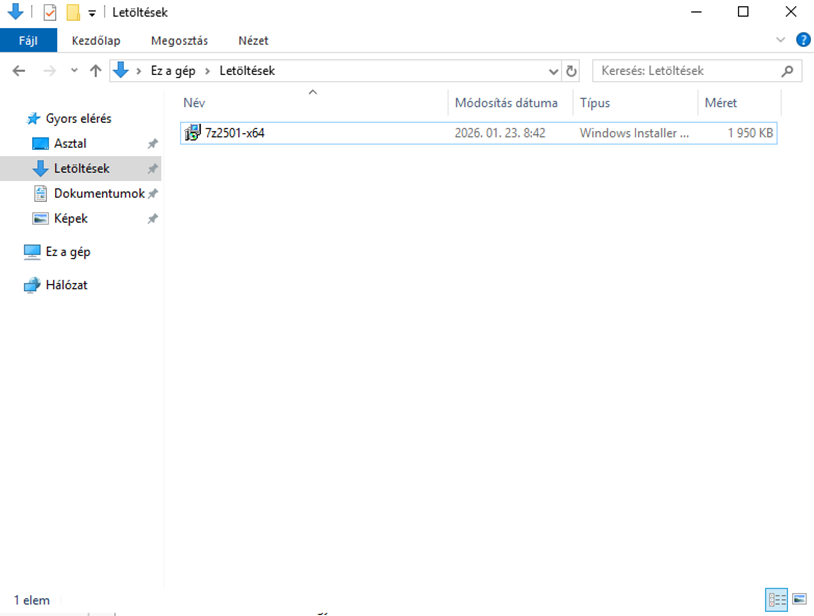 Letöltések
Fájl Kezdőlap Megosztás Nézet
Ez a gép Letöltések
Keresés: Letöltések
Név Módosítás dátuma Típus Méret
7z2501-x64 2026. 01. 23. 8:42 Windows Installer ... 1 950 KB
Gyors elérés
Asztal
Letöltések
Dokumentumok
Képek
Ez a gép
Hálózat
1 elem